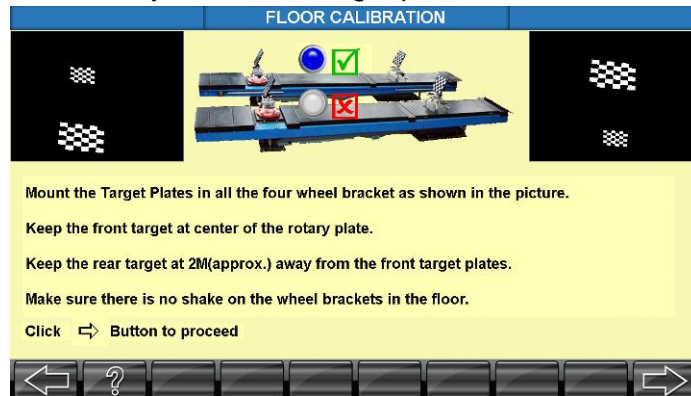 FLOOR CALIBRATION
Mount the Target Plates in all the four wheel bracket as shown in the picture.
Keep the front target at center of the rotary plate.
Keep the rear target at 2M(approx.) away from the front target plates.
Make sure there is no shake on the wheel brackets in the floor.
Click ⇨ Button to proceed
?